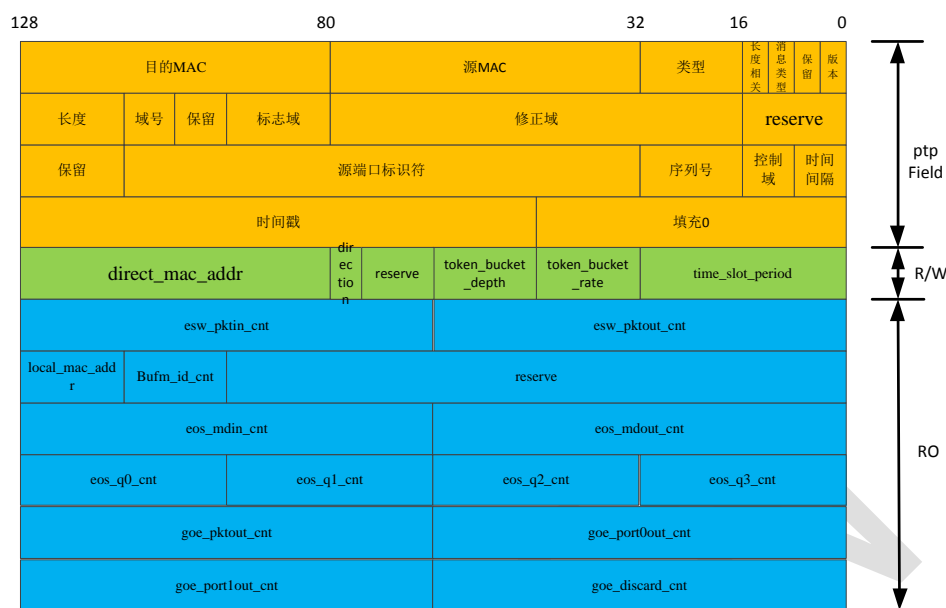 128 80 32 16 0
目的MAC 源MAC 类型 长度相关 消息类型 保留 版本
长度 域号 保留 标志域 修正域 reserve
保留 源端口标识符 序列号 控制域 时间间隔
ptp
Field
时间戳 填充0
direct_mac_addr direction reserve token_bucket_depth token_bucket_rate time_slot_period
R/W
esw_pktin_cnt esw_pktout_cnt
local_mac_addr Bufm_id_cnt reserve
eos_mdin_cnt eos_mdout_cnt
RO
eos_q0_cnt eos_q1_cnt eos_q2_cnt eos_q3_cnt
goe_pktout_cnt goe_port0out_cnt
goe_port1out_cnt goe_discard_cnt